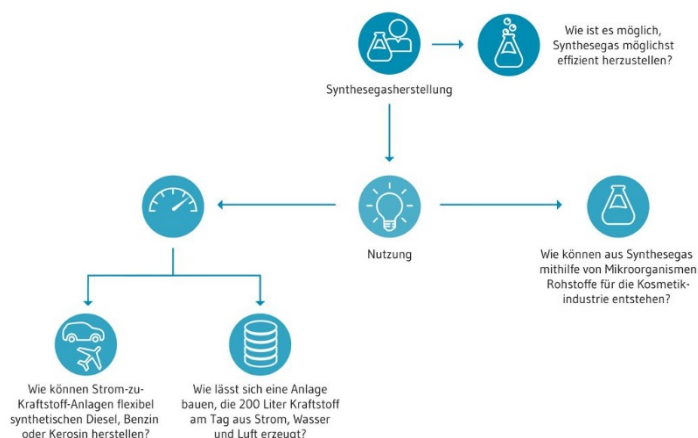 Wie ist es möglich,
Synthesegas möglichst
effizient herzustellen?
Synthesegasherstellung
Nutzung
Wie können aus Synthesegas
mithilfe von Mikroorganismen
Rohstoffe für die Kosmetik-
industrie entstehen?
Wie können Strom-zu-
Kraftstoff-Anlagen flexibel
synthetischen Diesel, Benzin
oder Kerosin herstellen?
Wie lässt sich eine Anlage
bauen, die 200 Liter Kraftstoff
am Tag aus Strom, Wasser
und Luft erzeugt?